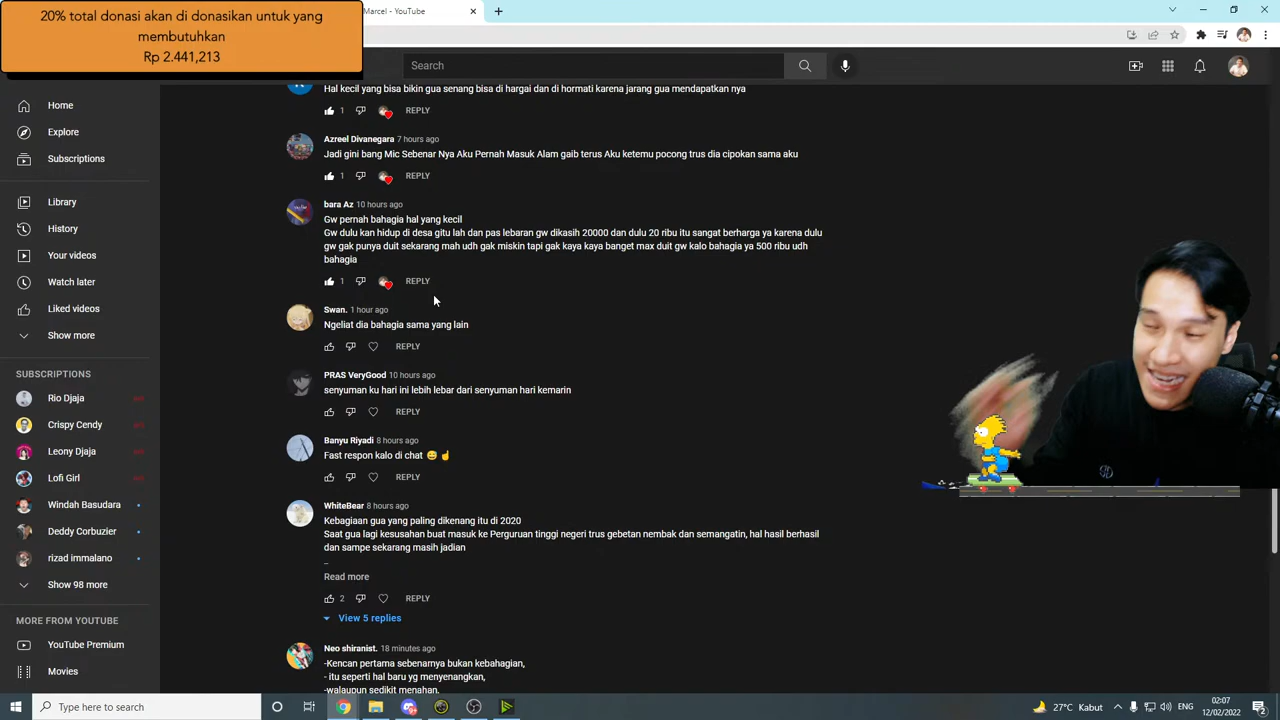 20% total donasi akan di donasikan untuk yang
membutuhkan
Rp 2.441,213
Marcel - YouTube
Search
Home
Explore
Subscriptions
Library
History
Your videos
Watch later
Liked videos
Show more
SUBSCRIPTIONS
Rio Djaja
Crispy Cendy
Leony Djaja
Lofi Girl
Windah Basudara
Deddy Corbuzier
rizad immalano
Show 98 more
MORE FROM YOUTUBE
YouTube Premium
Movies
Hal kecil yang bisa bikin gua senang bisa di hargai dan di hormati karena jarang gua mendapatkan nya
1 REPLY
Azreel Divanegara 7 hours ago
Jadi gini bang Mic Sebenar Nya Aku Pernah Masuk Alam gaib terus Aku ketemu pocong trus dia cipokan sama aku
1 REPLY
bara Az 10 hours ago
Gw pernah bahagia hal yang kecil
Gw dulu kan hidup di desa gitu lah dan pas lebaran gw dikasih 20000 dan dulu 20 ribu itu sangat berharga ya karena dulu
gw gak punya duit sekarang mah udh gak miskin tapi gak kaya kaya banget max duit gw kalo bahagia ya 500 ribu udh
bahagia
1 REPLY
Swan. 1 hour ago
Ngeliat dia bahagia sama yang lain
REPLY
PRAS VeryGood 10 hours ago
senyuman ku hari ini lebih lebar dari senyuman hari kemarin
REPLY
Banyu Riyadi 8 hours ago
Fast respon kalo di chat 😅☝
REPLY
WhiteBear 8 hours ago
Kebagiaan gua yang paling dikenang itu di 2020
Saat gua lagi kesusahan buat masuk ke Perguruan tinggi negeri trus gebetan nembak dan semangatin, hal hasil berhasil
dan sampe sekarang masih jadian
_
Read more
2 REPLY
View 5 replies
Neo shiranist. 18 minutes ago
-Kencan pertama sebenarnya bukan kebahagian,
- itu seperti hal baru yg menyenangkan,
-walaupun sedikit menahan.
Type here to search
27°C Kabut
ENG
02:07
12/02/2022
2